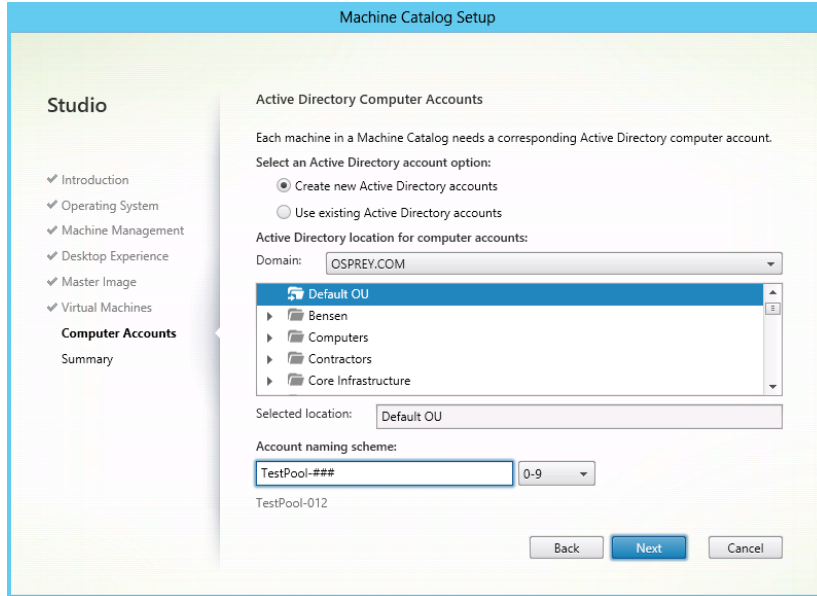 Machine Catalog Setup
Studio
Introduction
Operating System
Machine Management
Desktop Experience
Master Image
Virtual Machines
Computer Accounts
Summary
Active Directory Computer Accounts
Each machine in a Machine Catalog needs a corresponding Active Directory computer account.
Select an Active Directory account option:
Create new Active Directory accounts
Use existing Active Directory accounts
Active Directory location for computer accounts:
Domain: OSPREY.COM
Default OU
Bensen
Computers
Contractors
Core Infrastructure
Selected location: Default OU
Account naming scheme:
TestPool-### 0-9
TestPool-012
Back Next Cancel